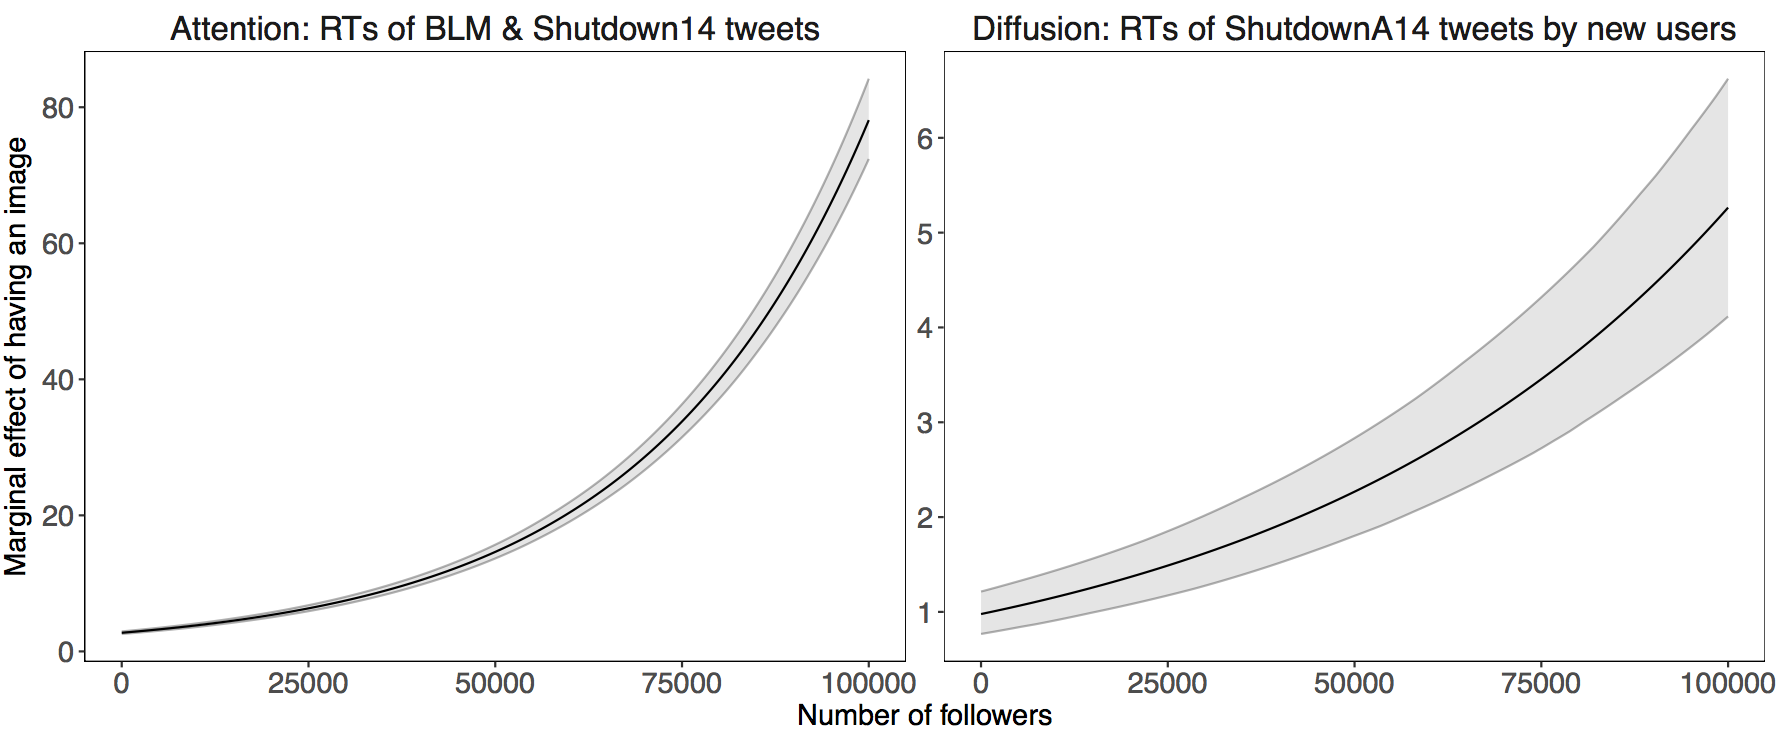 Attention: RTs of BLM & Shutdown14 tweets
Diffusion: RTs of ShutdownA14 tweets by new users
Marginal effect of having an image
80
60
40
20
0
6
5
4
3
2
1
0 25000 50000 75000 100000
0 25000 50000 75000 100000
Number of followers